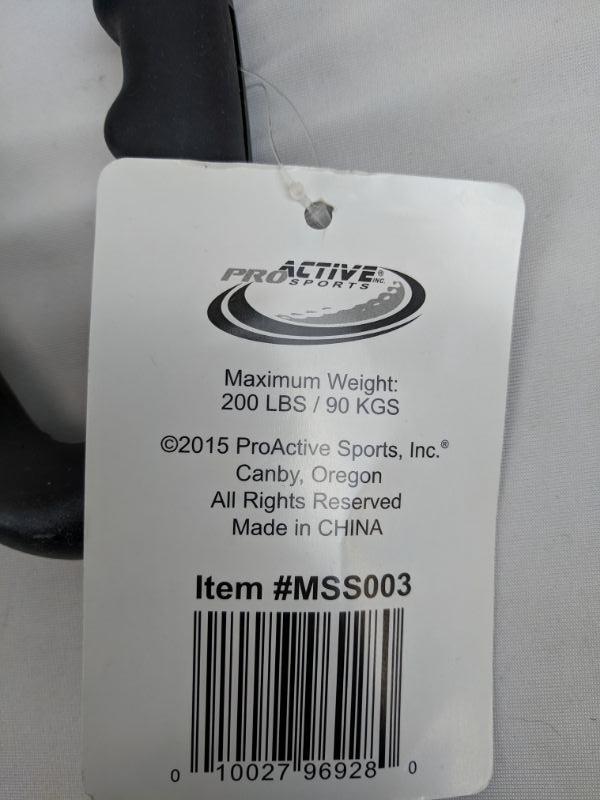 PROACTIVE® INC.
SPORTS
Maximum Weight:
200 LBS / 90 KGS
©2015 ProActive Sports, Inc.®
Canby, Oregon
All Rights Reserved
Made in CHINA
Item #MSS003
0 10027 96928 0